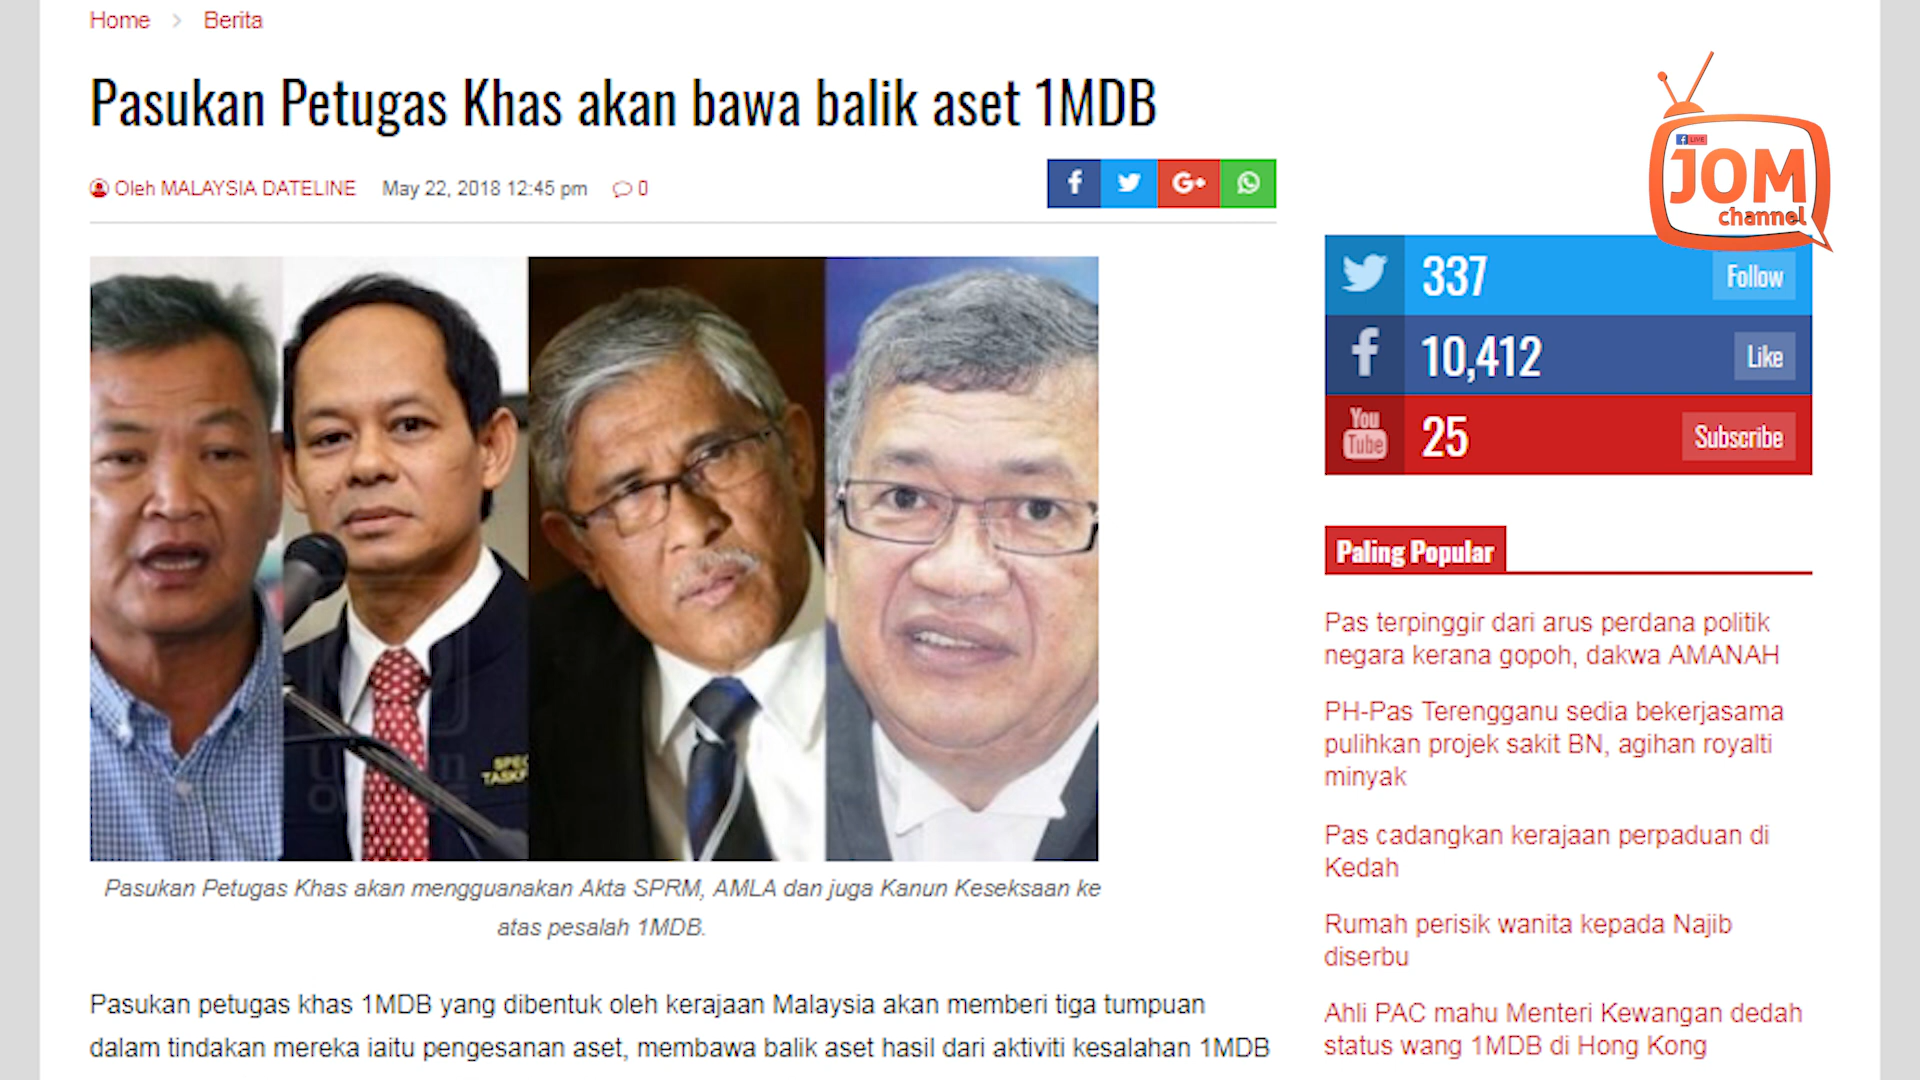 Home > Berita
Pasukan Petugas Khas akan bawa balik aset 1MDB
Oleh MALAYSIA DATELINE May 22, 2018 12:45 pm 0
LIVE
JOM
channel
SPEC
TASKF
Pasukan Petugas Khas akan mengguanakan Akta SPRM, AMLA dan juga Kanun Keseksaan ke
atas pesalah 1MDB.
Pasukan petugas khas 1MDB yang dibentuk oleh kerajaan Malaysia akan memberi tiga tumpuan
dalam tindakan mereka iaitu pengesanan aset, membawa balik aset hasil dari aktiviti kesalahan 1MDB
337 Follow
10,412 Like
You Tube 25 Subscribe
Paling Popular
Pas terpinggir dari arus perdana politik
negara kerana gopoh, dakwa AMANAH
PH-Pas Terengganu sedia bekerjasama
pulihkan projek sakit BN, agihan royalti
minyak
Pas cadangkan kerajaan perpaduan di
Kedah
Rumah perisik wanita kepada Najib
diserbu
Ahli PAC mahu Menteri Kewangan dedah
status wang 1MDB di Hong Kong